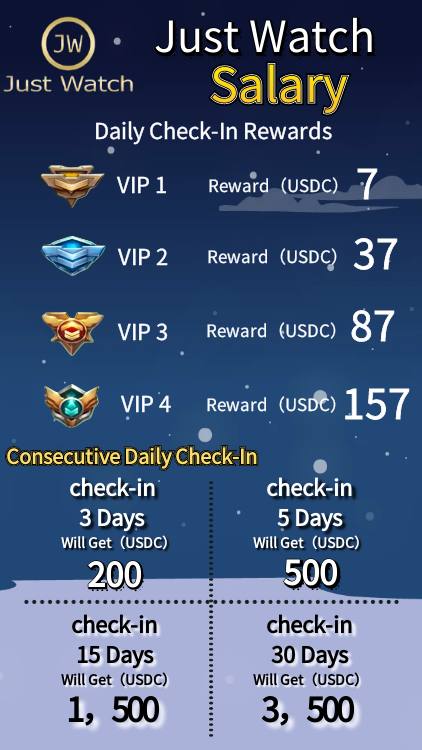 JW
Just Watch
Just Watch
Salary
Daily Check-In Rewards
VIP 1 Reward（USDC） 7
VIP 2 Reward（USDC） 37
VIP 3 Reward（USDC） 87
VIP 4 Reward（USDC） 157
Consecutive Daily Check-In
check-in
3 Days
Will Get（USDC）
200
check-in
5 Days
Will Get（USDC）
500
check-in
15 Days
Will Get（USDC）
1，500
check-in
30 Days
Will Get（USDC）
3，500